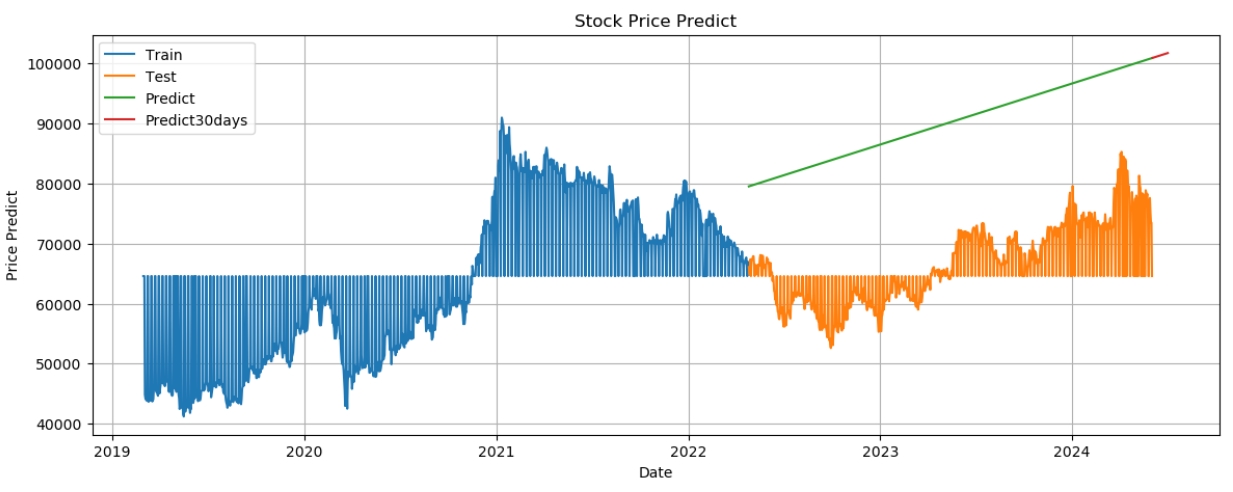 Stock Price Predict
Train
Test
Predict
Predict30days
100000
90000
80000
70000
60000
50000
40000
Price Predict
2019 2020 2021 2022 2023 2024
Date